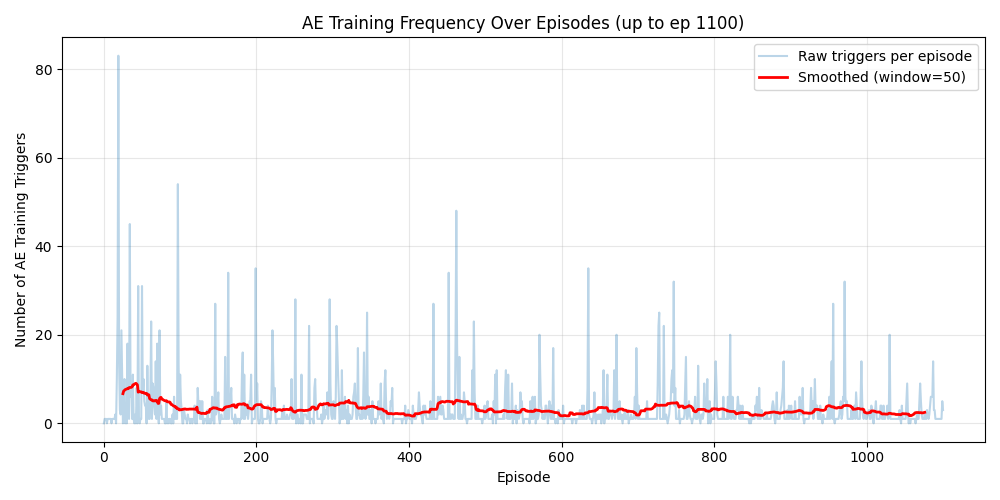 AE Training Frequency Over Episodes (up to ep 1100)
Raw triggers per episode
Smoothed (window=50)
Number of AE Training Triggers
80
60
40
20
0
0 200 400 600 800 1000
Episode